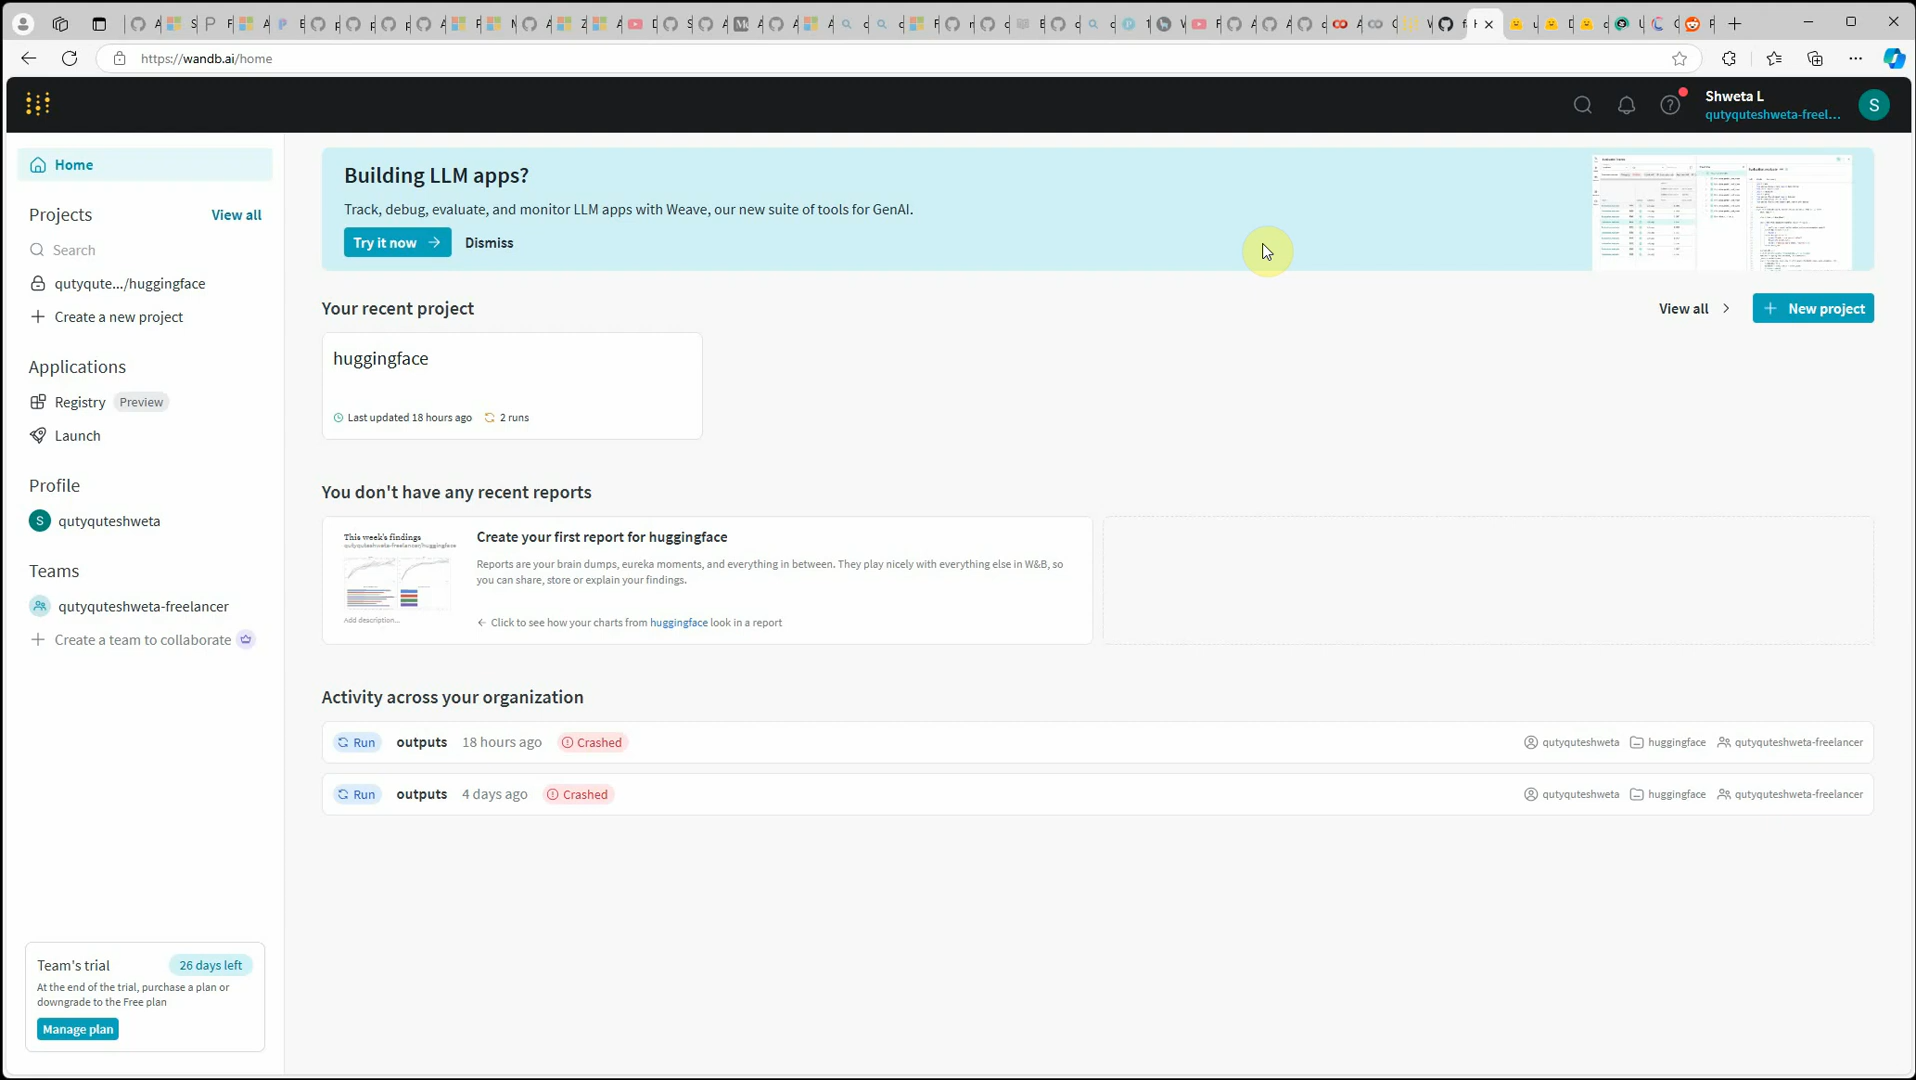 https://wandb.ai/home
Shweta L
qutyquteshweta-freel...
S
Home
Projects
View all
Search
qutyqute.../huggingface
Create a new project
Applications
Registry Preview
Launch
Profile
S qutyquteshweta
Teams
qutyquteshweta-freelancer
Create a team to collaborate
Team's trial
26 days left
At the end of the trial, purchase a plan or
downgrade to the Free plan
Manage plan
Building LLM apps?
Track, debug, evaluate, and monitor LLM apps with Weave, our new suite of tools for GenAI.
Try it now
Dismiss
Your recent project
View all
New project
huggingface
Last updated 18 hours ago 2 runs
You don't have any recent reports
This week's findings
qutyquteshweta-freelancer/huggingface
Add description...
Create your first report for huggingface
Reports are your brain dumps, eureka moments, and everything in between. They play nicely with everything else in W&B, so
you can share, store or explain your findings.
Click to see how your charts from huggingface look in a report
Activity across your organization
Run outputs 18 hours ago Crashed qutyquteshweta huggingface qutyquteshweta-freelancer
Run outputs 4 days ago Crashed qutyquteshweta huggingface qutyquteshweta-freelancer